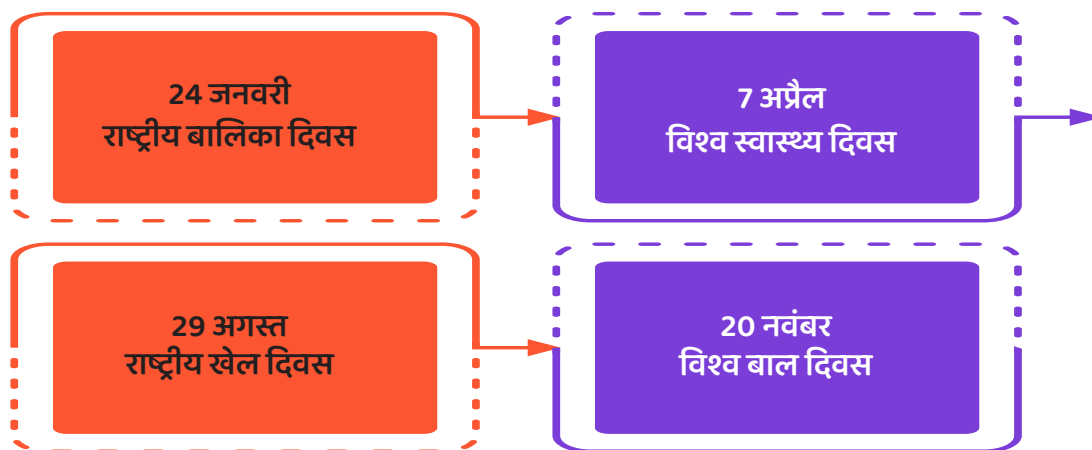 24 जनवरी
राष्ट्रीय बालिका दिवस
7 अप्रैल
विश्व स्वास्थ्य दिवस
29 अगस्त
राष्ट्रीय खेल दिवस
20 नवंबर
विश्व बाल दिवस